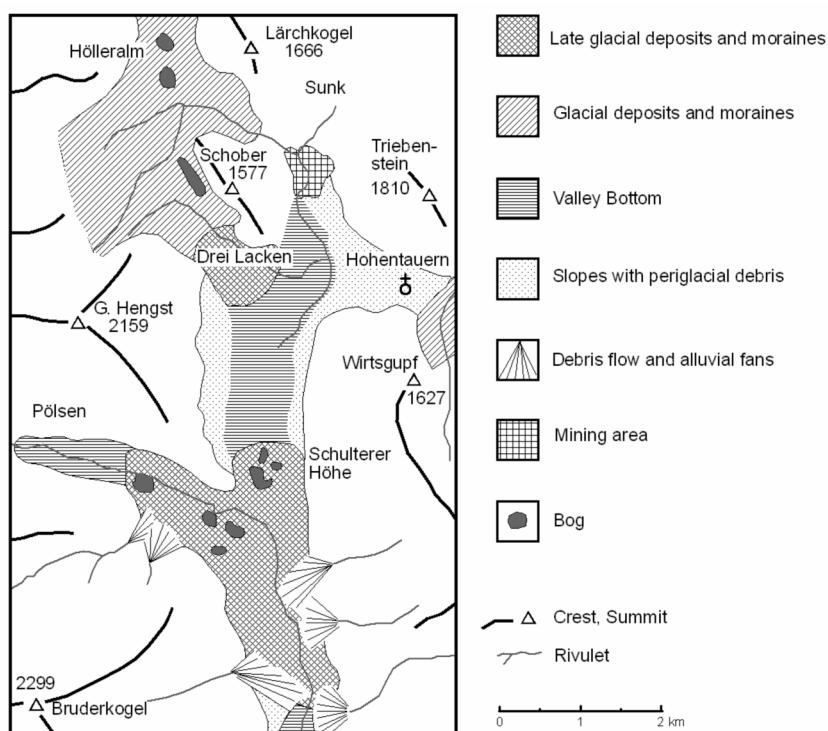 Lärchkogel
1666
Hölleralm
Sunk
Schober
1577
Trieben-
stein
1810
Drei Lacken
Hohentauern
G. Hengst
2159
Wirtsgupf
1627
Pölsen
Schulterer
Höhe
2299
Bruderkogel
Late glacial deposits and moraines
Glacial deposits and moraines
Valley Bottom
Slopes with periglacial debris
Debris flow and alluvial fans
Mining area
Bog
Crest, Summit
Rivulet
0 1 2 km